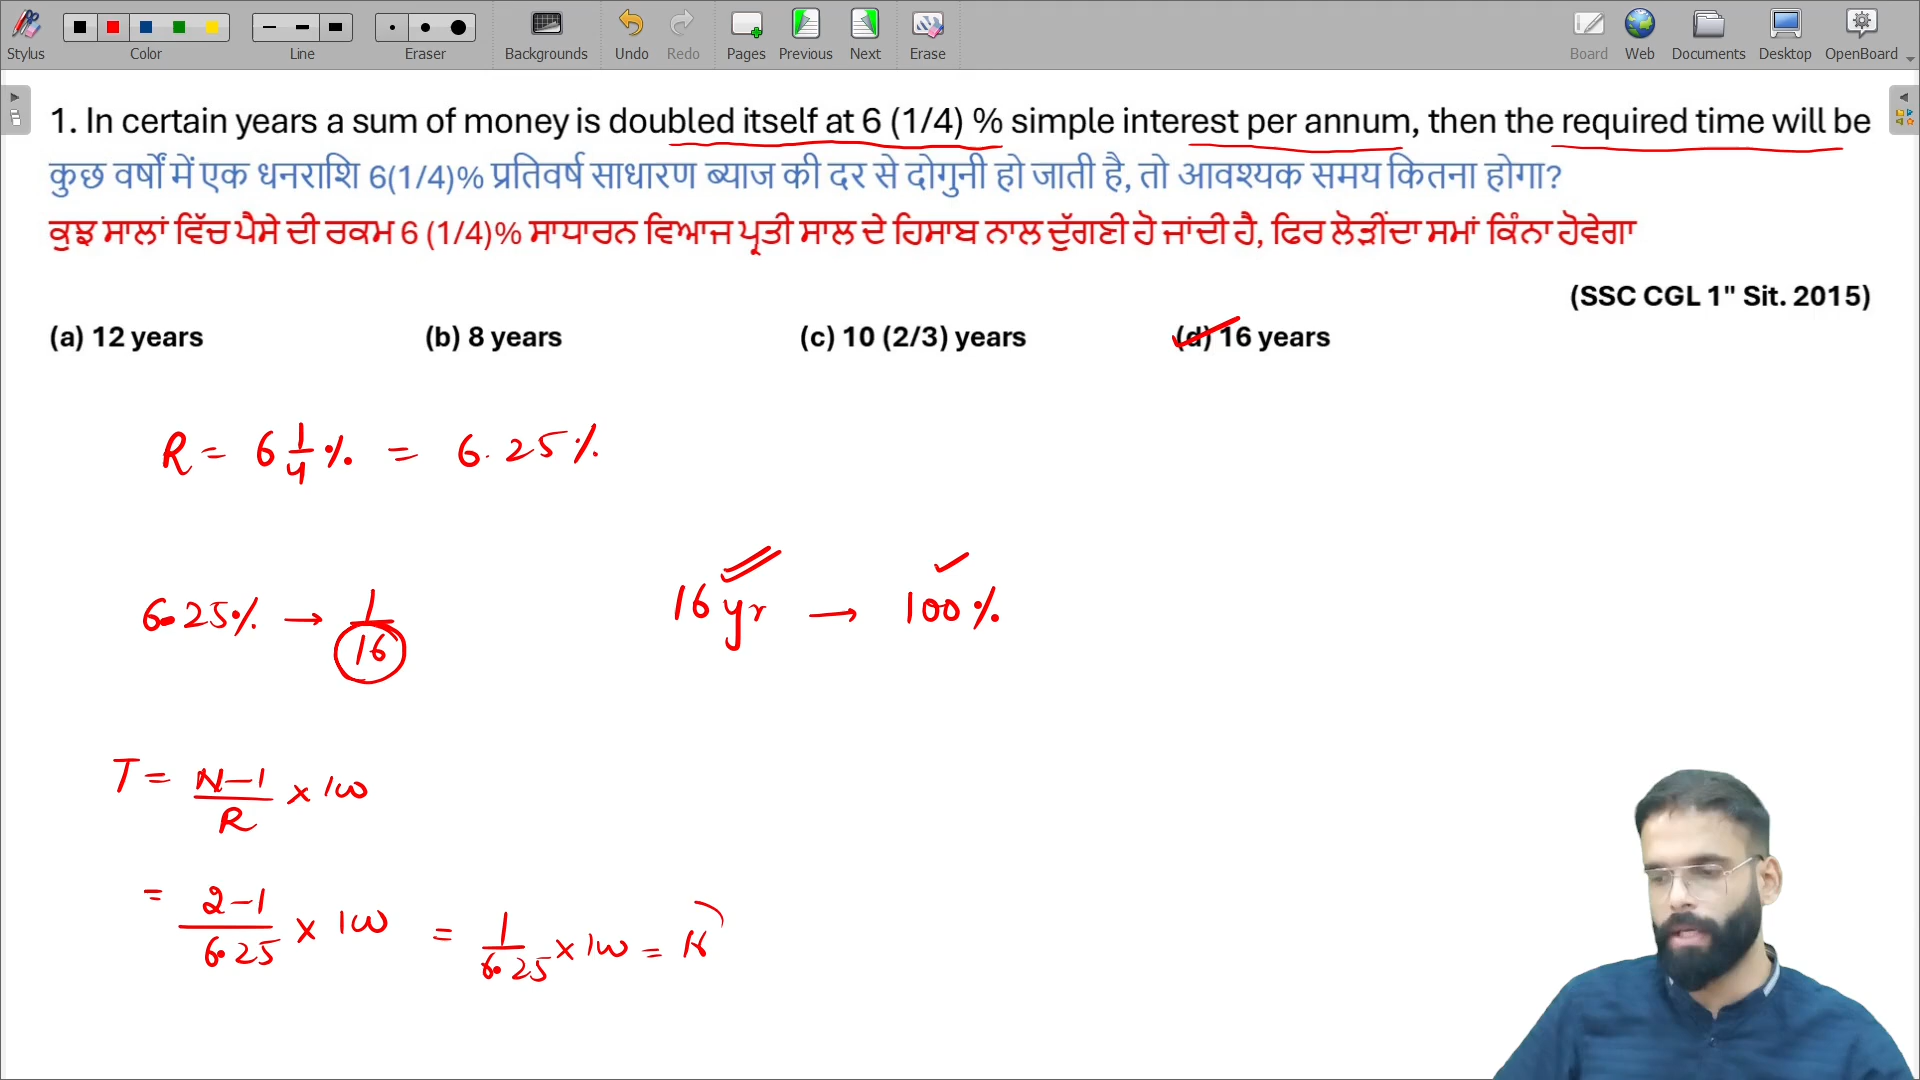 Stylus Color Line Eraser Backgrounds Undo Redo Pages Previous Next Erase Board Web Documents Desktop OpenBoard
1. In certain years a sum of money is doubled itself at 6 (1/4) % simple interest per annum, then the required time will be
कुछ वर्षों में एक धनराशि 6(1/4)% प्रतिवर्ष साधारण ब्याज की दर से दोगुनी हो जाती है, तो आवश्यक समय कितना होगा?
ਕੁਝ ਸਾਲਾਂ ਵਿੱਚ ਪੈਸੇ ਦੀ ਰਕਮ 6 (1/4)% ਸਾਧਾਰਨ ਵਿਆਜ ਪ੍ਰਤੀ ਸਾਲ ਦੇ ਹਿਸਾਬ ਨਾਲ ਦੁੱਗਣੀ ਹੋ ਜਾਂਦੀ ਹੈ, ਫਿਰ ਲੋੜੀਂਦਾ ਸਮਾਂ ਕਿੰਨਾ ਹੋਵੇਗਾ
(SSC CGL 1" Sit. 2015)
(a) 12 years (b) 8 years (c) 10 (2/3) years (d) 16 years
R = 6 1/4 % = 6.25%
6.25% → 1/16
16 yr → 100%
T = N-1/R × 100
= 2-1/6.25 × 100 = 1/6.25 × 100 =